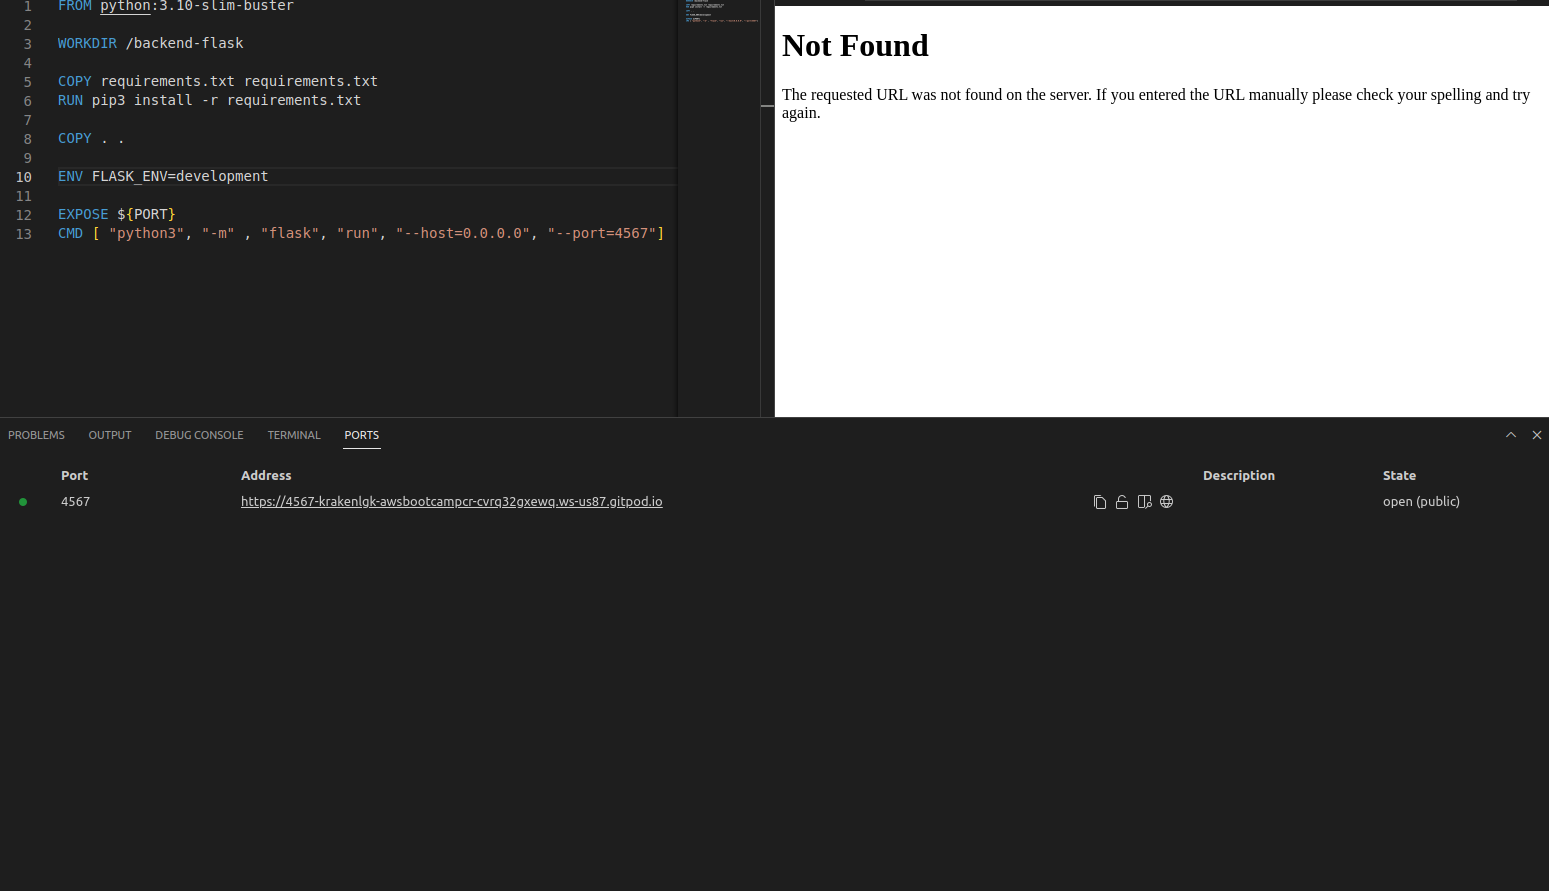 1 FROM python:3.10-slim-buster
2
3 WORKDIR /backend-flask
4
5 COPY requirements.txt requirements.txt
6 RUN pip3 install -r requirements.txt
7
8 COPY . .
9
10 ENV FLASK_ENV=development
11
12 EXPOSE ${PORT}
13 CMD [ "python3", "-m" , "flask", "run", "--host=0.0.0.0", "--port=4567"]
Not Found
The requested URL was not found on the server. If you entered the URL manually please check your spelling and try
again.
PROBLEMS OUTPUT DEBUG CONSOLE TERMINAL PORTS
Port Address Description State
4567 https://4567-krakenlgk-awsbootcampcr-cvrq32gxewq.ws-us87.gitpod.io open (public)